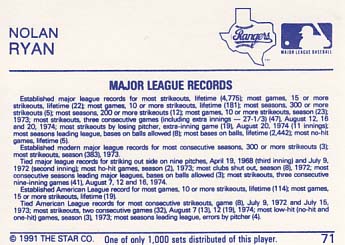 NOLAN
RYAN
Rangers
MAJOR LEAGUE BASEBALL
MAJOR LEAGUE RECORDS
Established major league records for most strikeouts, lifetime (4,775); most games, 15 or more
strikeouts, lifetime (22); most games, 10 or more strikeouts, lifetime (181); most seasons, 300 or more
strikeouts (5); most seasons, 200 or more strikeouts (12); most games, 10 or more strikeouts, season (23);
1973; most strikeouts, three consecutive games (including extra innings — 27-1/3) (47), August 12, 16
and 20, 1974; most strikeouts by losing pitcher, extra-inning game (19), August 20, 1974 (11 innings);
most seasons leading league, bases on balls allowed (8); most bases on balls, lifetime (2,442); most no-hit
games, lifetime (5).
Established modern major league records for most consecutive seasons, 300 or more strikeouts (3);
most strikeouts, season (383), 1973.
Tied major league records for striking out side on nine pitches, April 19, 1968 (third inning) and July 9,
1972 (second inning); most no-hit games, season (2), 1973; most clubs shut out, season (8), 1972; most
consecutive seasons leading major leagues, bases on balls allowed (3); most strikeouts, three consecutive
nine-inning games (41), August 7, 12 and 16, 1974.
Established American League record for most games, 10 or more strikeouts, lifetime (114); most games,
15 or more strikeouts, lifetime (19).
Tied American League records for most consecutive strikeouts, game (8), July 9, 1972 and July 15,
1973; most strikeouts, two consecutive games (32), August 7 (13), 12 (19), 1974; most low-hit (no-hit and
one-hit) games, season (3), 1973; most seasons leading league, errors by pitcher (4).
© 1991 THE STAR CO. One of only 1,000 sets distributed of this player. 71